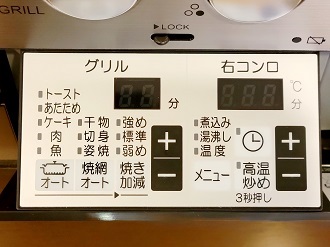 GRILL
LOCK
グリル
右コンロ
トースト
あたため
ケーキ 干物 強め
肉 切身 標準
魚 姿焼 弱め
分
+
−
オート
焼網オート
焼き加減
℃
分
煮込み
湯沸し
温度
メニュー
高温炒め
3秒押し
+
−